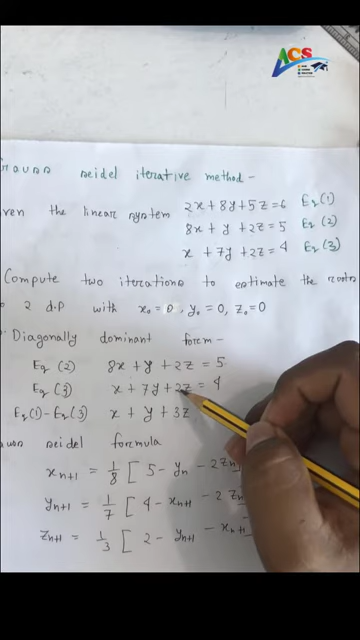 ACS
Gauss seidel iterative method -
the linear system 2x + 8y + 5z = 6 Eq (1)
8x + y + 2z = 5 Eq (2)
x + 7y + 2z = 4 Eq (3)
Compute two iterations to estimate the roots
2 d.p with x₀ = 0, y₀ = 0, z₀ = 0
Diagonally dominant form -
Eq (2) 8x + y + 2z = 5
Eq (3) x + 7y + 2z = 4
Eq (1) - Eq (3) x + y + 3z
seidel formula
xₙ₊₁ = 1/8 [ 5 - yₙ - 2zₙ
yₙ₊₁ = 1/7 [ 4 - xₙ₊₁ - 2zₙ
zₙ₊₁ = 1/3 [ 2 - yₙ₊₁ - xₙ₊₁